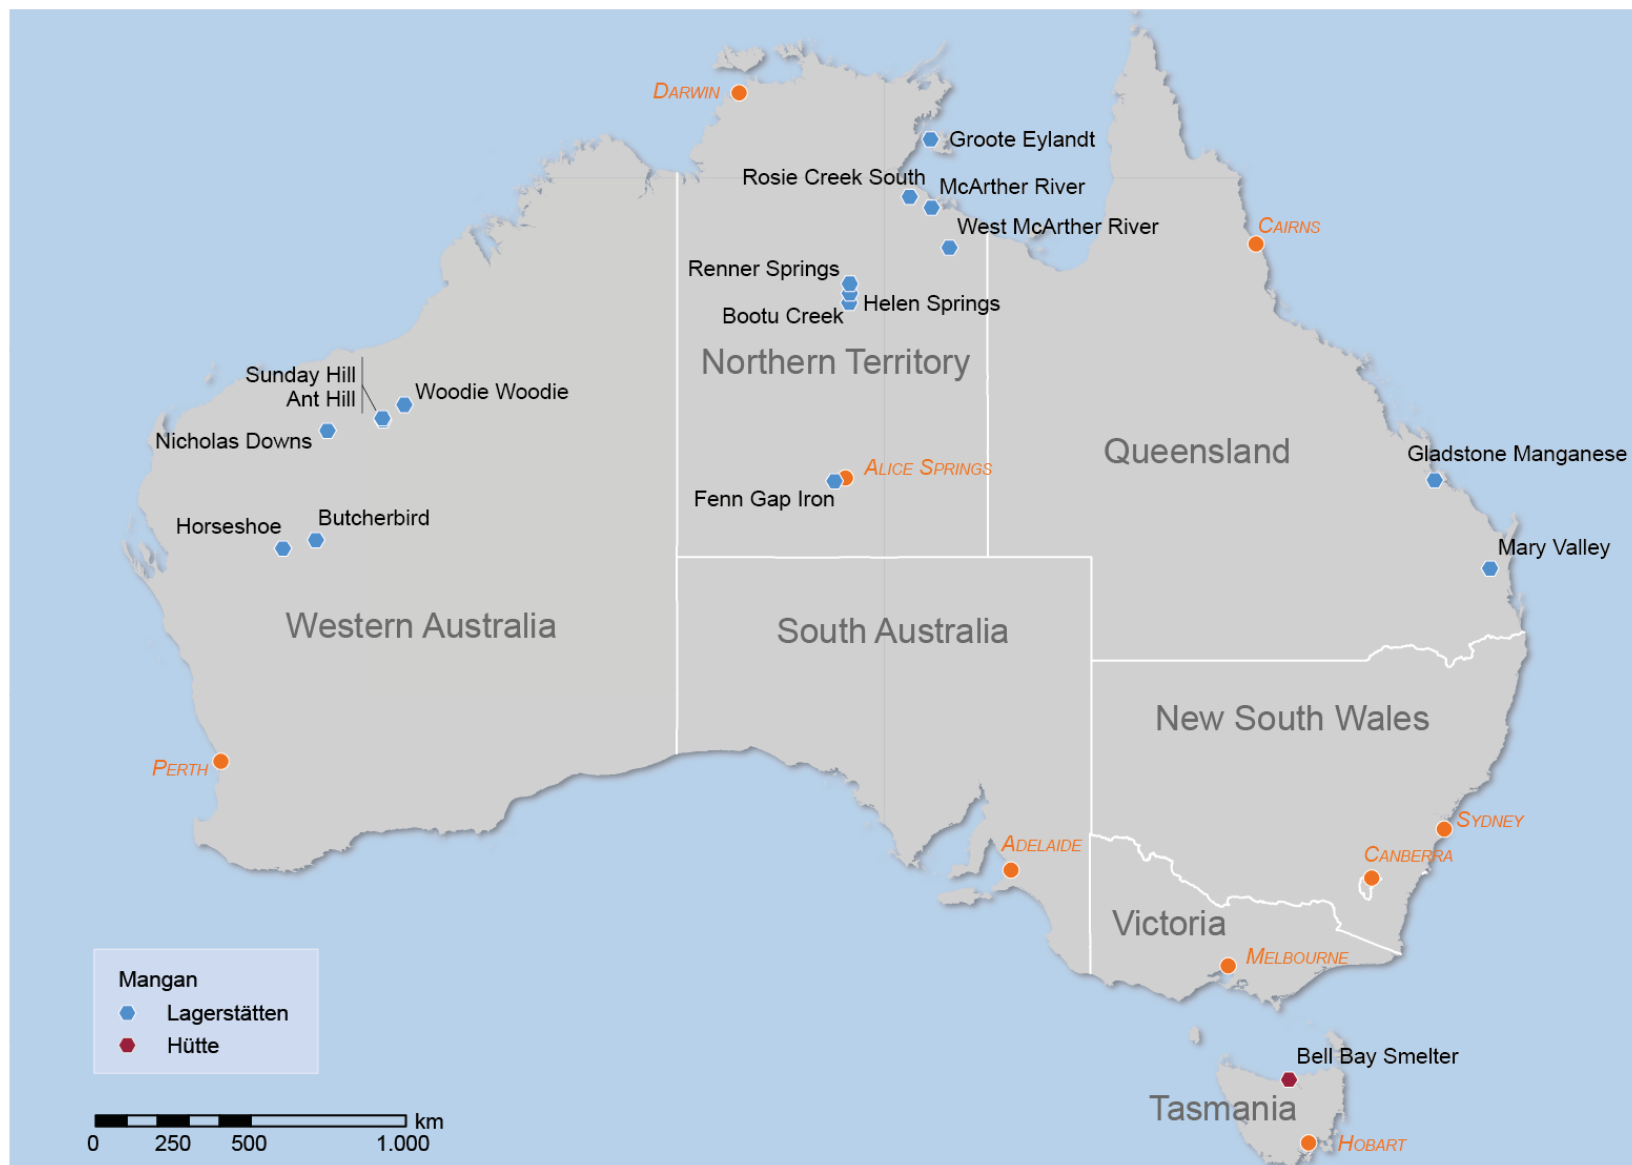 DARWIN
Groote Eylandt
Rosie Creek South
McArther River
West McArther River
CAIRNS
Renner Springs
Helen Springs
Bootu Creek
Northern Territory
Sunday Hill
Ant Hill
Woodie Woodie
Nicholas Downs
Queensland
Gladstone Manganese
ALICE SPRINGS
Fenn Gap Iron
Horseshoe
Butcherbird
Mary Valley
Western Australia
South Australia
New South Wales
PERTH
SYDNEY
ADELAIDE
CANBERRA
Victoria
MELBOURNE
Mangan
Lagerstätten
Hütte
Bell Bay Smelter
Tasmania
HOBART
km
0 250 500 1.000